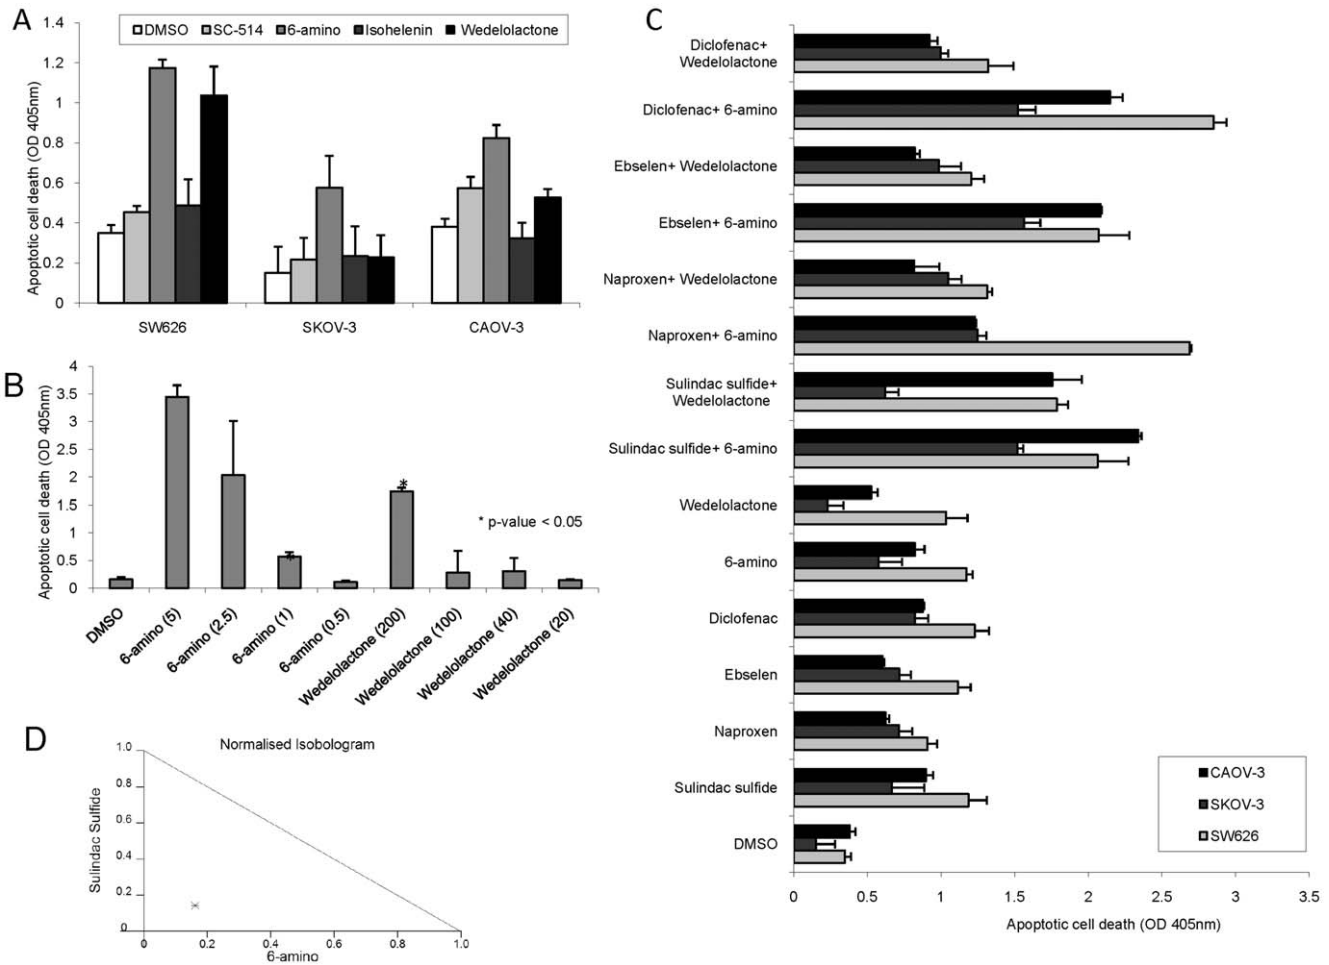 A
DMSO SC-514 6-amino Isohelenin Wedelolactone
Apoptotic cell death (OD 405nm)
1.4
1.2
1
0.8
0.6
0.4
0.2
0
SW626 SKOV-3 CAOV-3
B
Apoptotic cell death (OD 405nm)
4
3.5
3
2.5
2
1.5
1
0.5
0
*
* p-value < 0.05
DMSO
6-amino (5)
6-amino (2.5)
6-amino (1)
6-amino (0.5)
Wedelolactone (200)
Wedelolactone (100)
Wedelolactone (40)
Wedelolactone (20)
D
Normalised Isobologram
Sulindac Sulfide
1.0
0.8
0.6
0.4
0.2
0
0 0.2 0.4 0.6 0.8 1.0
6-amino
C
Diclofenac+
Wedelolactone
Diclofenac+ 6-amino
Ebselen+ Wedelolactone
Ebselen+ 6-amino
Naproxen+ Wedelolactone
Naproxen+ 6-amino
Sulindac sulfide+
Wedelolactone
Sulindac sulfide+ 6-amino
Wedelolactone
6-amino
Diclofenac
Ebselen
Naproxen
Sulindac sulfide
DMSO
CAOV-3
SKOV-3
SW626
0 0.5 1 1.5 2 2.5 3 3.5
Apoptotic cell death (OD 405nm)